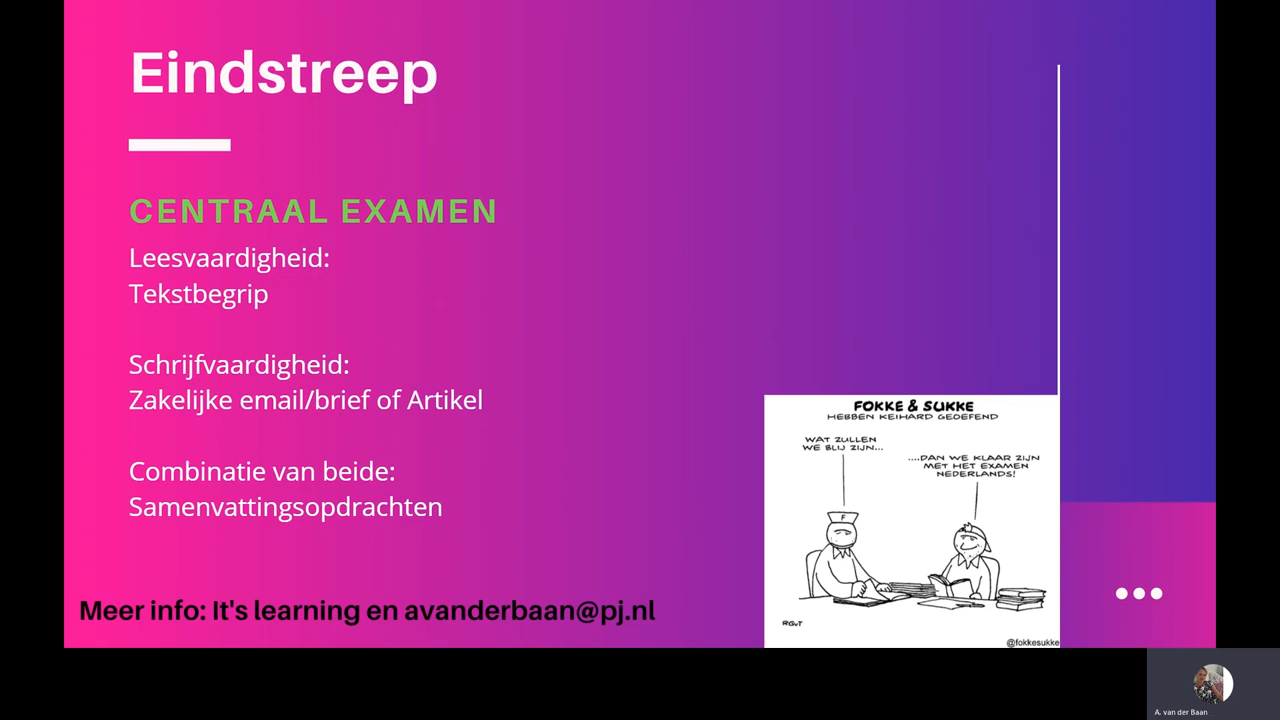 Eindstreep
CENTRAAL EXAMEN
Leesvaardigheid:
Tekstbegrip
Schrijfvaardigheid:
Zakelijke email/brief of Artikel
Combinatie van beide:
Samenvattingsopdrachten
Meer info: It's learning en avanderbaan@pj.nl
FOKKE & SUKKE
HEBBEN KEIHARD GEOEFEND
WAT ZULLEN
WE BLIJ ZIJN...
....DAN WE KLAAR ZIJN
MET HET EXAMEN
NEDERLANDS!
F
RGvT
@fokkesukke
A. van der Baan